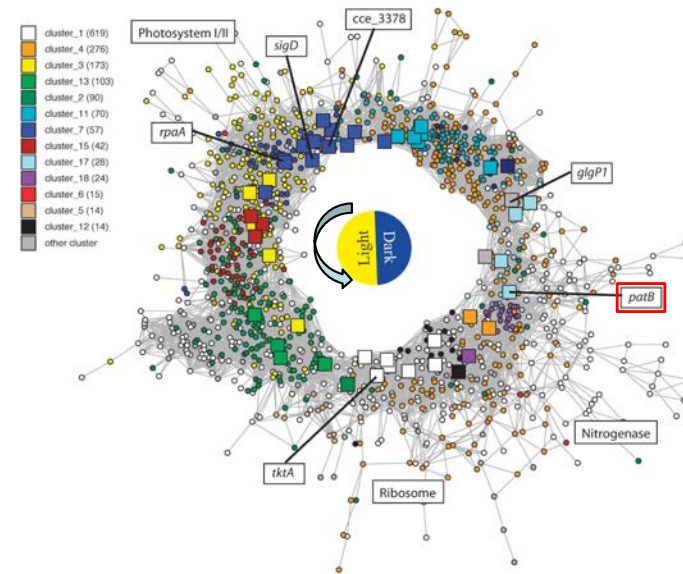 cluster_1 (619)
cluster_4 (276)
cluster_3 (173)
cluster_13 (103)
cluster_2 (90)
cluster_11 (70)
cluster_7 (57)
cluster_15 (42)
cluster_17 (28)
cluster_18 (24)
cluster_6 (15)
cluster_5 (14)
cluster_12 (14)
other cluster
Photosystem I/II
sigD
cce_3378
rpaA
glgP1
Light
Dark
patB
Nitrogenase
tktA
Ribosome